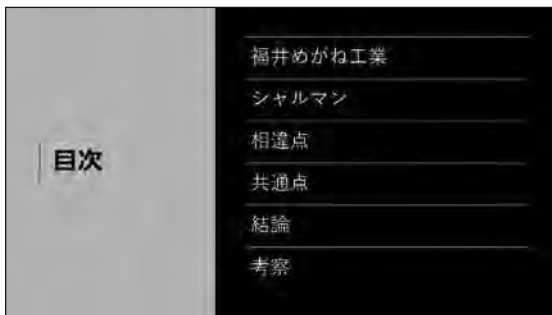 目次
福井めがね工業
シャルマン
相違点
共通点
結論
考察